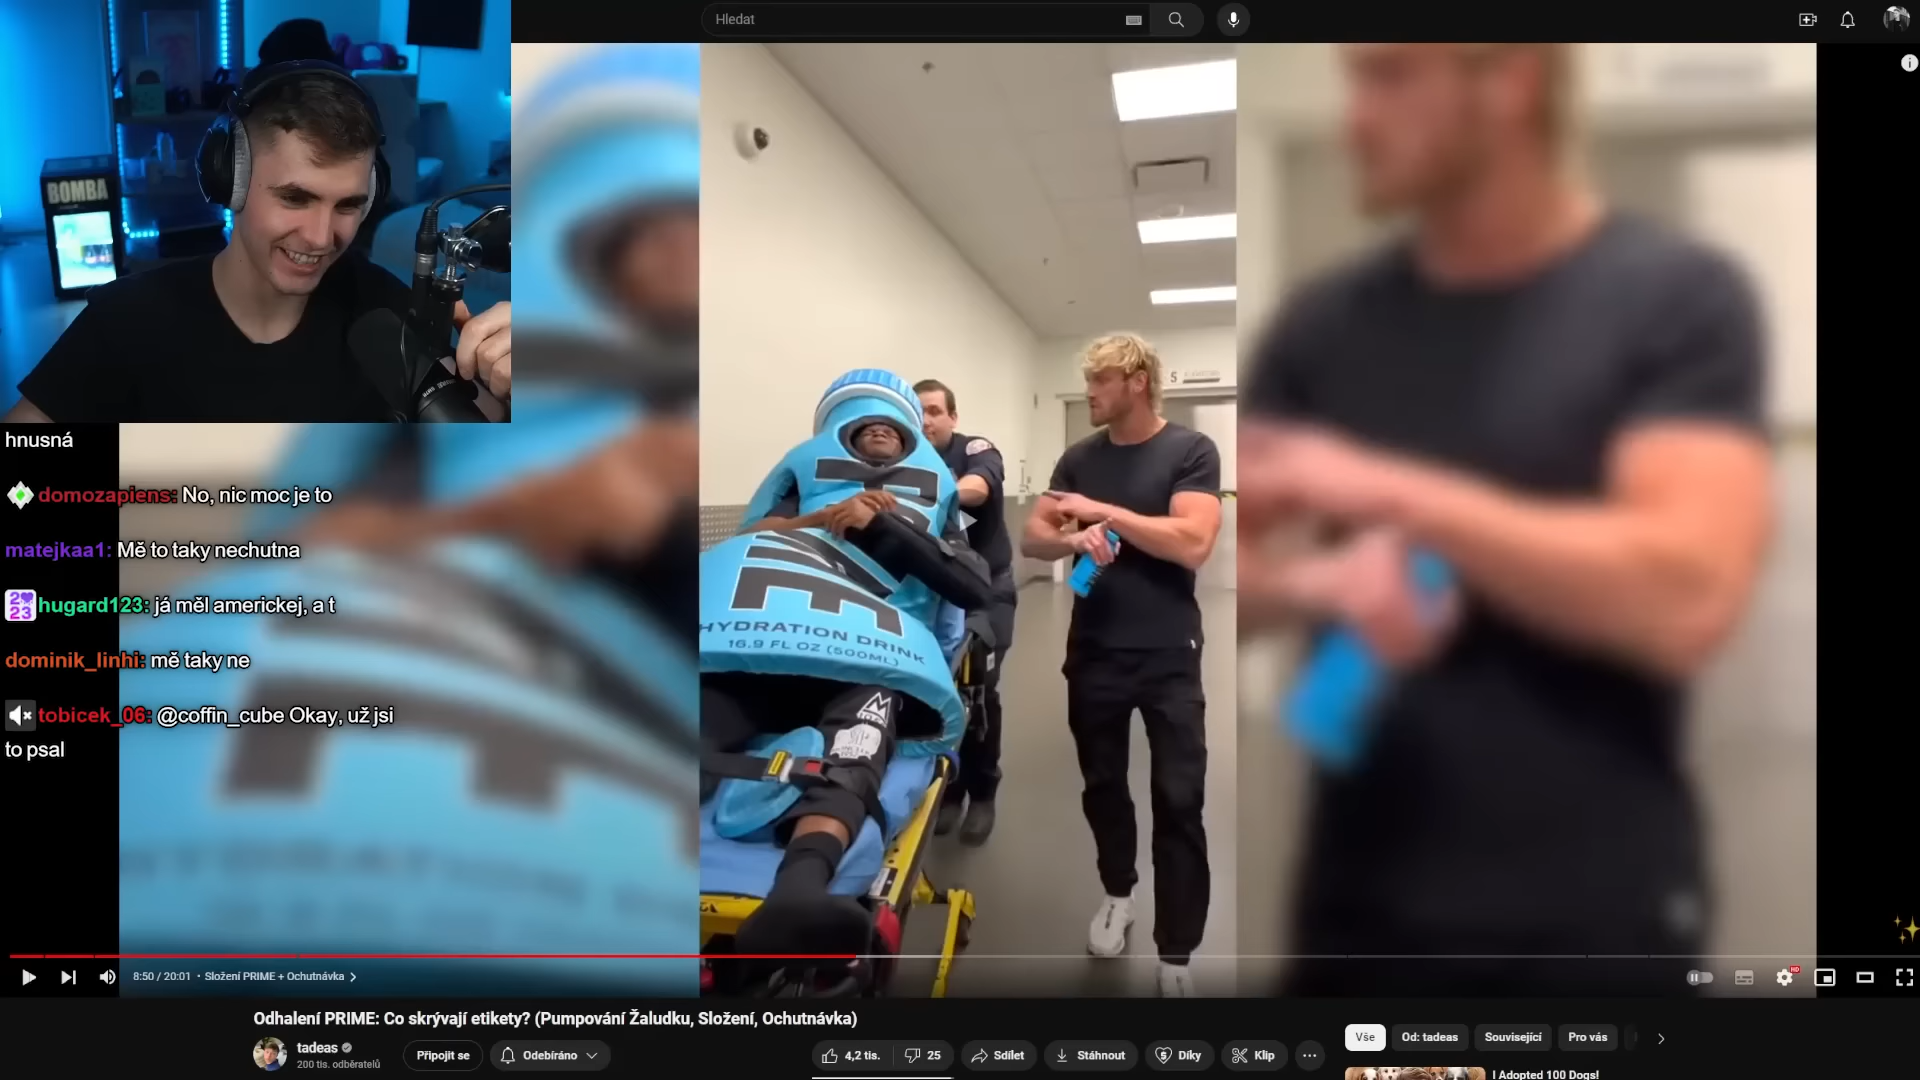 Hledat
BOMBA
hnusná
domozapiens: No, nic moc je to
matejkaa1: Mě to taky nechutna
hugard123: já měl americkej, a t
dominik_linhi: mě taky ne
tobicek_06: @coffin_cube Okay, už jsi
to psal
HYDRATION DRINK
16.9 FL OZ (500ML)
S
8:50 / 20:01 • Složení PRIME + Ochutnávka
HD
Odhalení PRIME: Co skrývají etikety? (Pumpování Žaludku, Složení, Ochutnávka)
tadeas
200 tis. odběratelů
Připojit se
Odebíráno
4,2 tis.
25
Sdílet
Stáhnout
Díky
Klip
Vše
Od: tadeas
Související
Pro vás
I Adopted 100 Dogs!